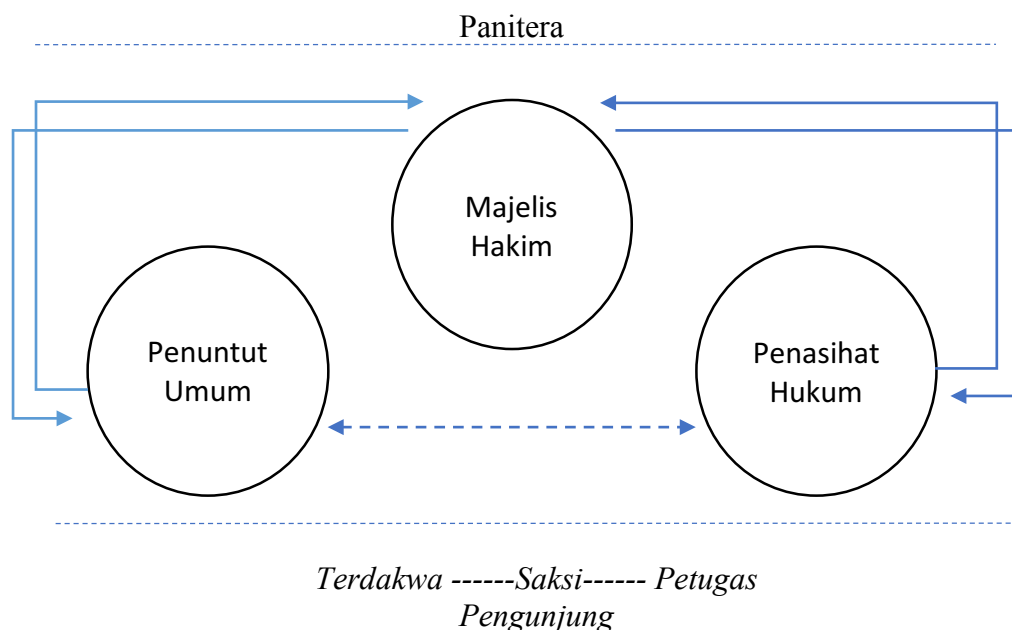 Panitera
Majelis
Hakim
Penuntut
Umum
Penasihat
Hukum
Terdakwa ------Saksi------ Petugas
Pengunjung